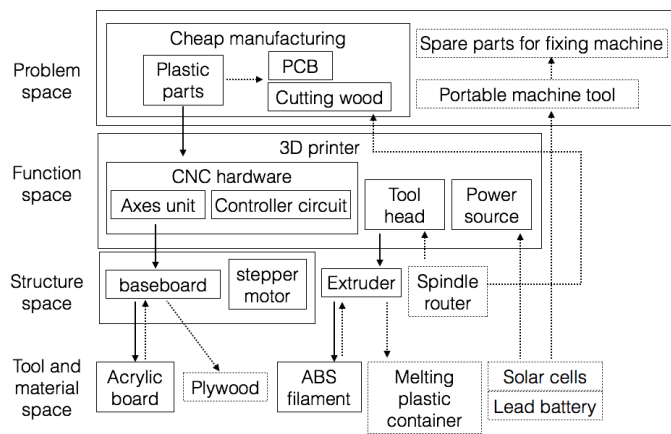 Problem
space
Cheap manufacturing
Plastic
parts
PCB
Cutting wood
Spare parts for fixing machine
Portable machine tool
Function
space
3D printer
CNC hardware
Axes unit
Controller circuit
Tool
head
Power
source
Structure
space
baseboard
stepper
motor
Extruder
Spindle
router
Tool and
material
space
Acrylic
board
Plywood
ABS
filament
Melting
plastic
container
Solar cells
Lead battery